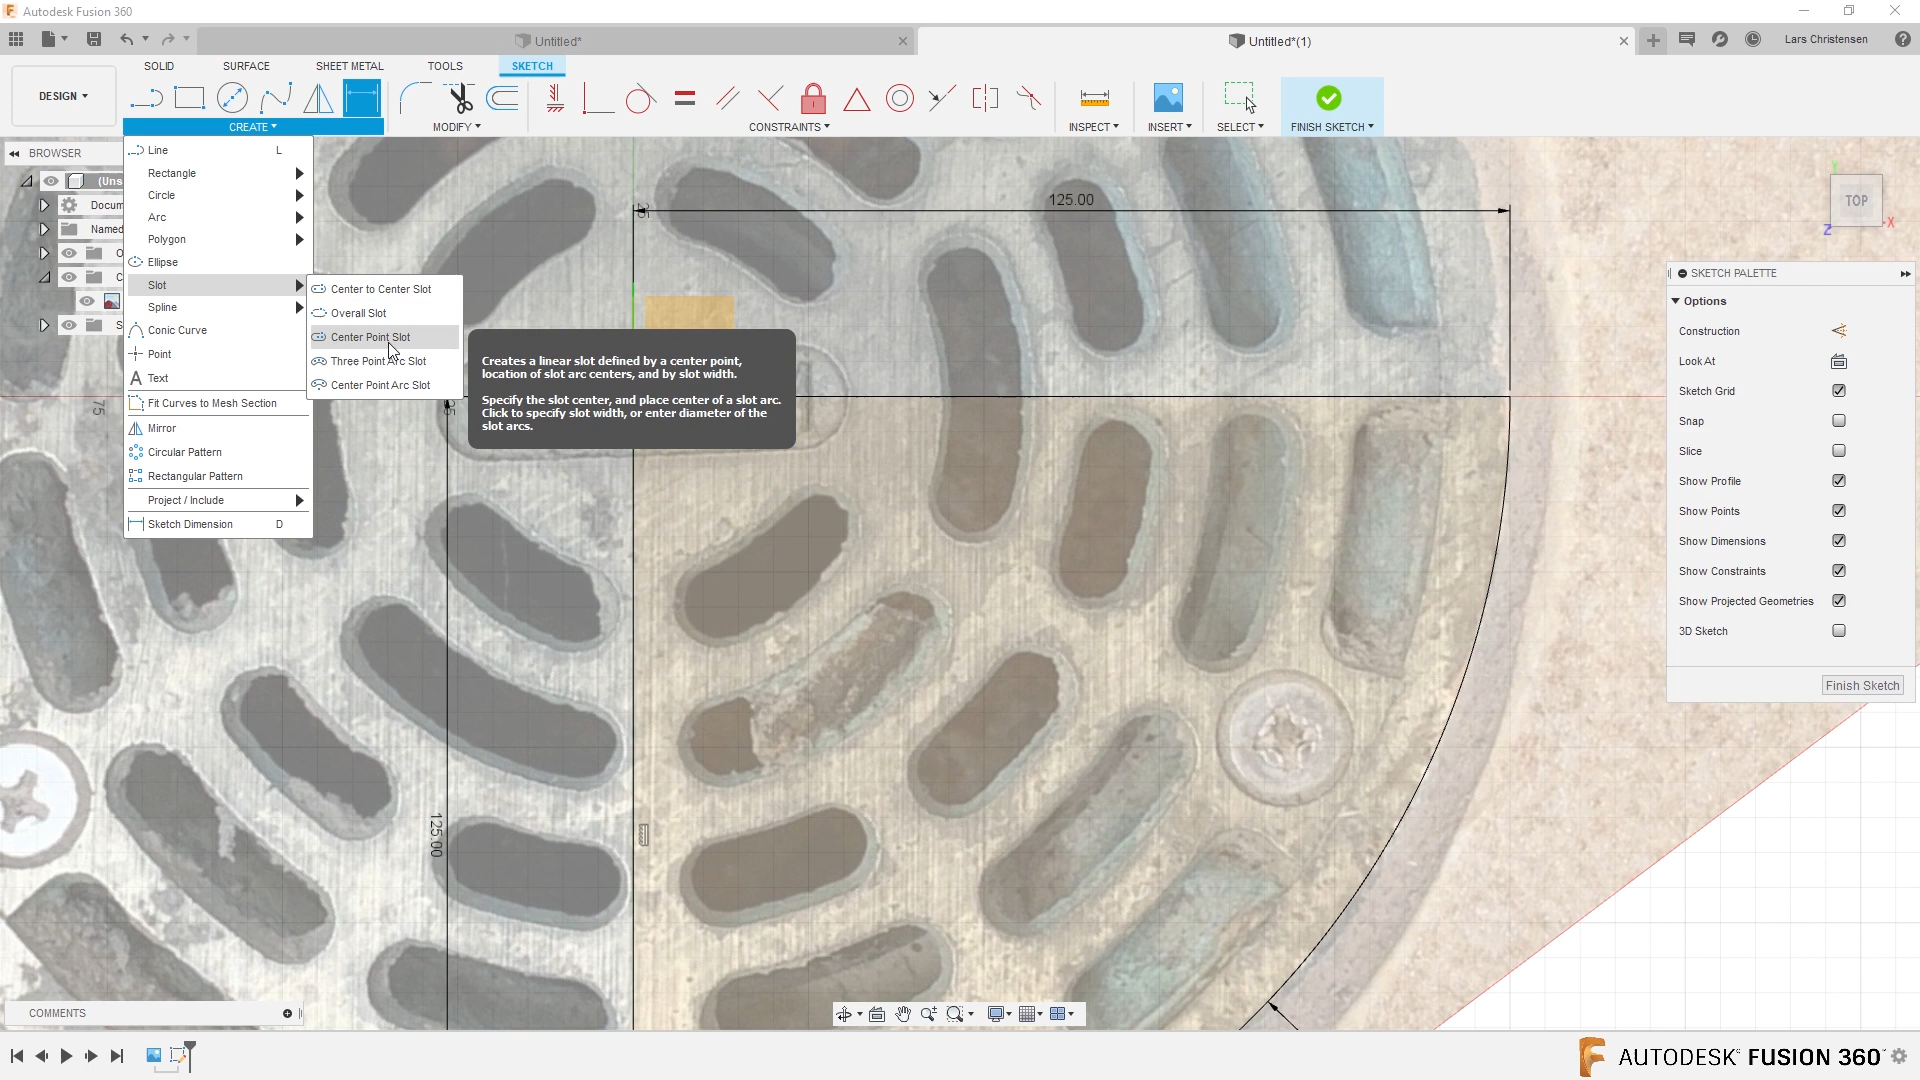 Autodesk Fusion 360
Untitled*
Untitled*(1)
Lars Christensen
DESIGN
SOLID
SURFACE
SHEET METAL
TOOLS
SKETCH
CREATE
MODIFY
CONSTRAINTS
INSPECT
INSERT
SELECT
FINISH SKETCH
BROWSER
(Uns
Docum
Named
O
C
S
Line L
Rectangle
Circle
Arc
Polygon
Ellipse
Slot
Spline
Conic Curve
Point
Text
Fit Curves to Mesh Section
Mirror
Circular Pattern
Rectangular Pattern
Project / Include
Sketch Dimension D
Center to Center Slot
Overall Slot
Center Point Slot
Three Point Arc Slot
Center Point Arc Slot
Creates a linear slot defined by a center point,
location of slot arc centers, and by slot width.
Specify the slot center, and place center of a slot arc.
Click to specify slot width, or enter diameter of the
slot arcs.
125.00
25
75
125.00
TOP
X
Y
Z
SKETCH PALETTE
Options
Construction
Look At
Sketch Grid
Snap
Slice
Show Profile
Show Points
Show Dimensions
Show Constraints
Show Projected Geometries
3D Sketch
Finish Sketch
COMMENTS
AUTODESK FUSION 360